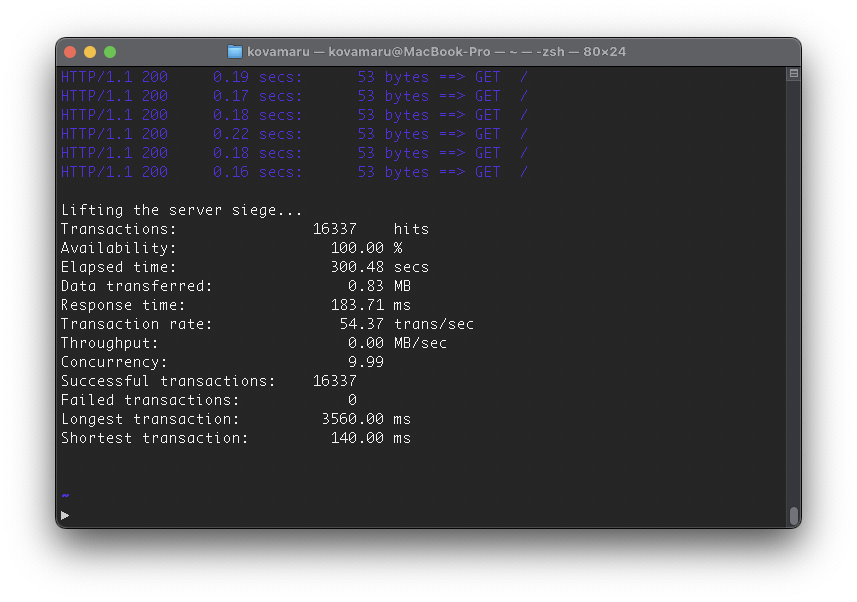 kovamaru — kovamaru@MacBook-Pro — ~ — -zsh — 80×24
HTTP/1.1 200     0.19 secs:      53 bytes ==> GET  /
HTTP/1.1 200     0.17 secs:      53 bytes ==> GET  /
HTTP/1.1 200     0.18 secs:      53 bytes ==> GET  /
HTTP/1.1 200     0.22 secs:      53 bytes ==> GET  /
HTTP/1.1 200     0.18 secs:      53 bytes ==> GET  /
HTTP/1.1 200     0.16 secs:      53 bytes ==> GET  /
Lifting the server siege...
Transactions:               16337    hits
Availability:                 100.00 %
Elapsed time:                 300.48 secs
Data transferred:               0.83 MB
Response time:                183.71 ms
Transaction rate:              54.37 trans/sec
Throughput:                     0.00 MB/sec
Concurrency:                    9.99
Successful transactions:    16337
Failed transactions:            0
Longest transaction:         3560.00 ms
Shortest transaction:         140.00 ms
~
▶